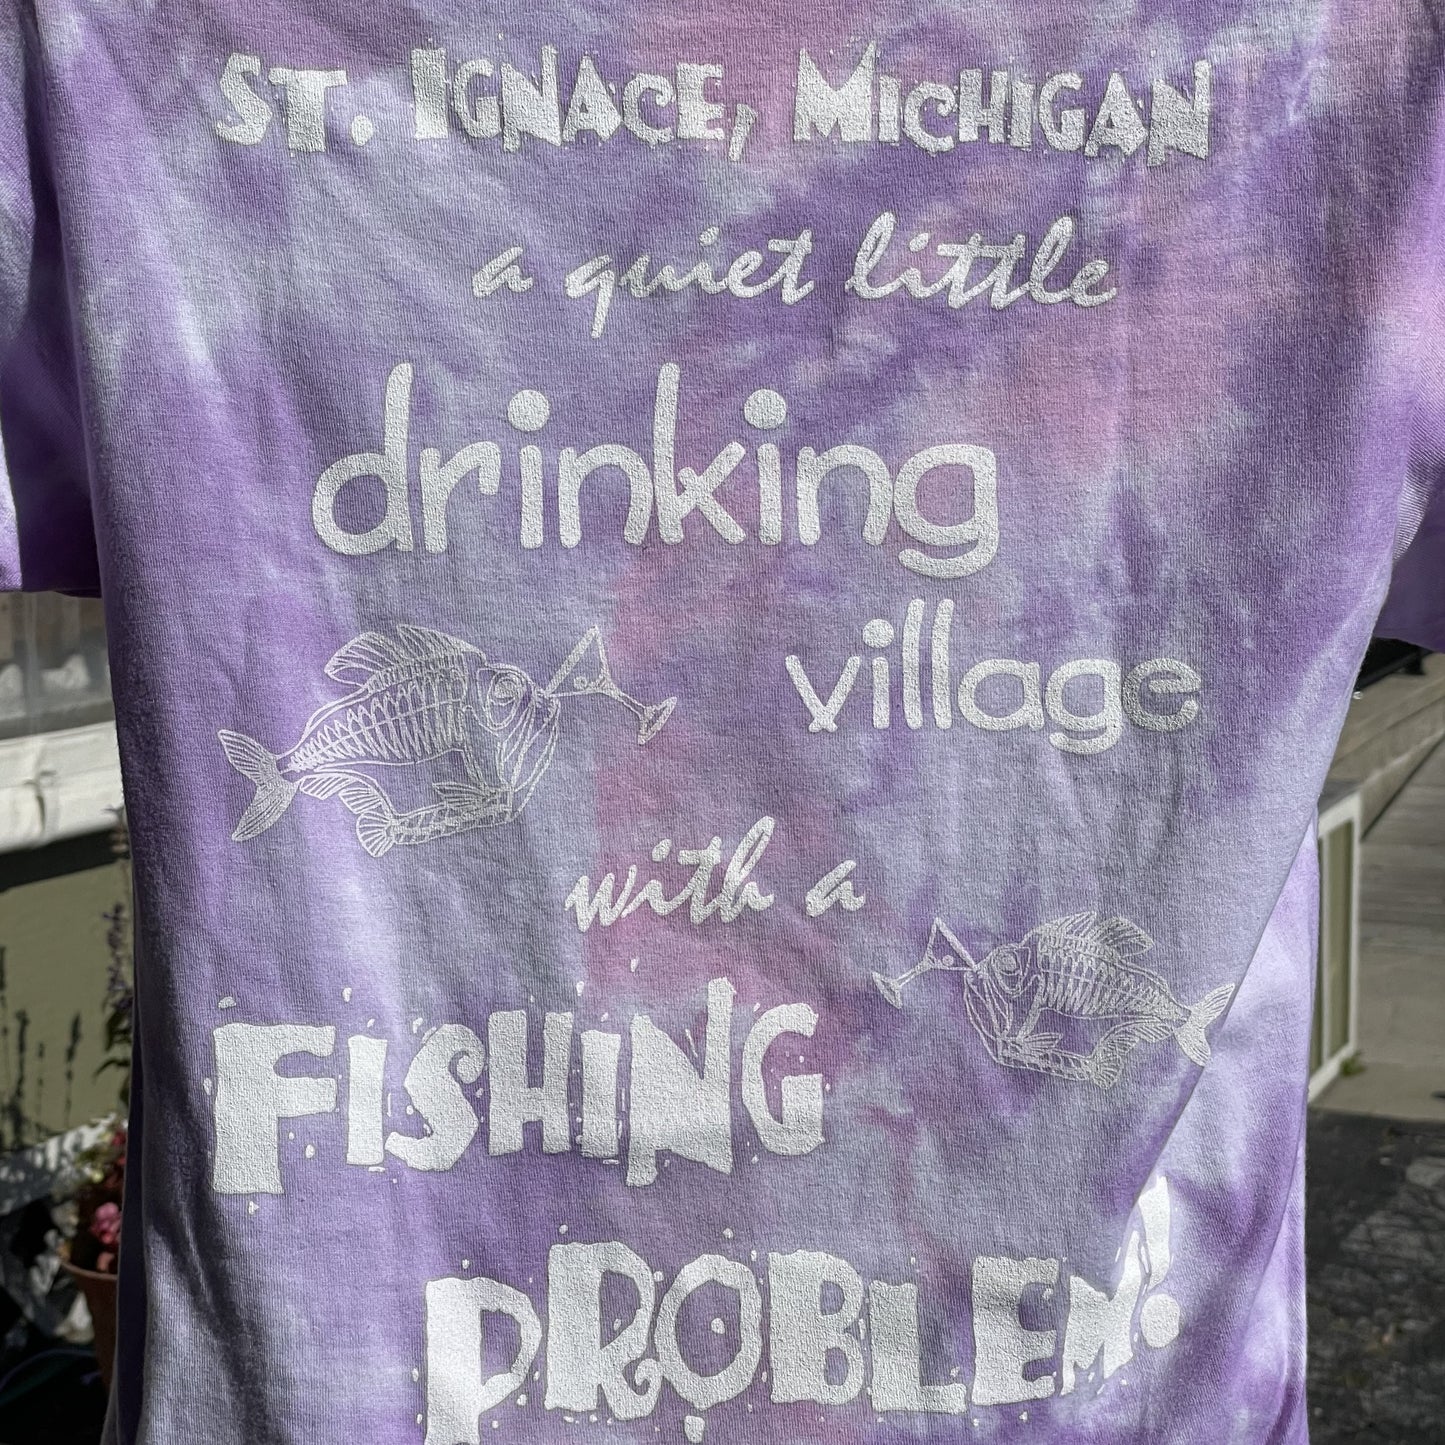 ST. IGNACE, MICHIGAN
a quiet little
drinking
village
with a
FISHING
PROBLEM!